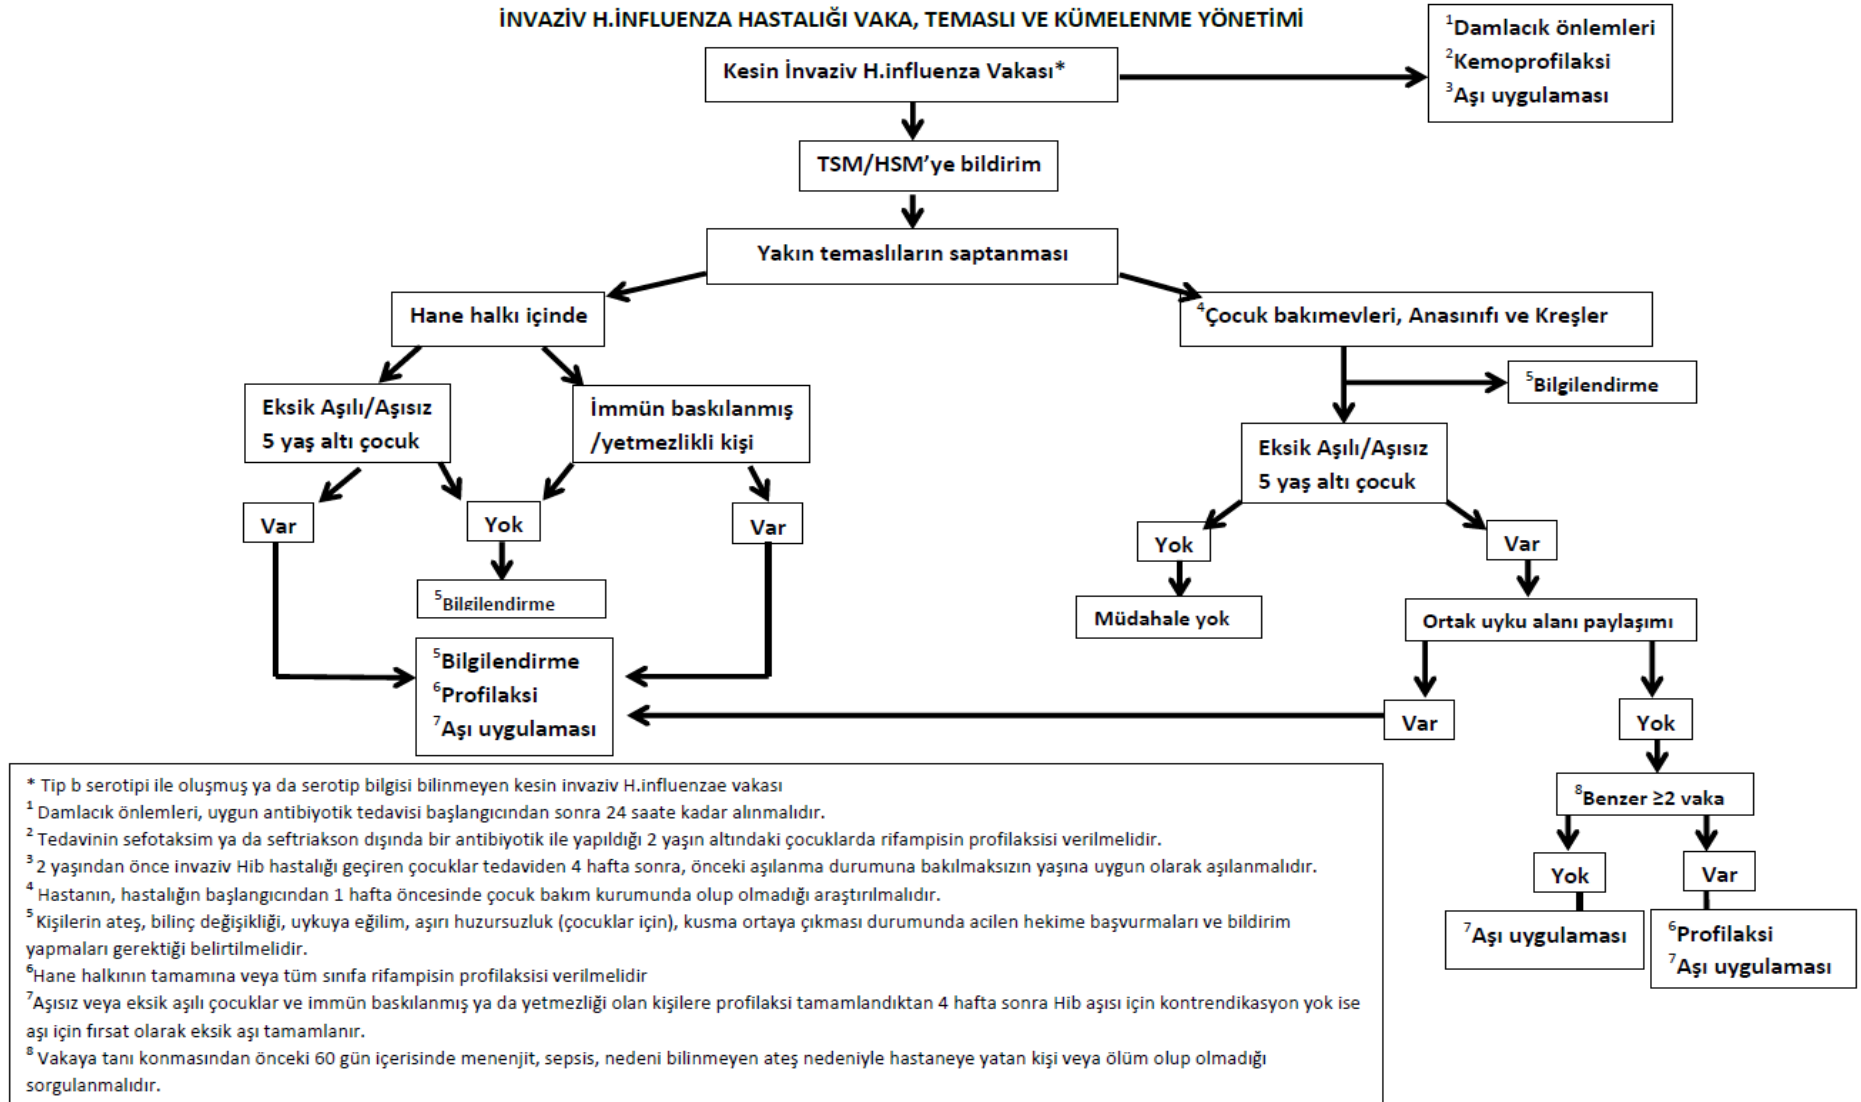 İNVAZİV H.İNFLUENZA HASTALIĞI VAKA, TEMASLI VE KÜMELENME YÖNETİMİ
Kesin İnvaziv H.influenza Vakası*
¹Damlacık önlemleri
²Kemoprofilaksi
³Aşı uygulaması
TSM/HSM’ye bildirim
Yakın temaslıların saptanması
Hane halkı içinde
⁴Çocuk bakımevleri, Anasınıfı ve Kreşler
Eksik Aşılı/Aşısız
5 yaş altı çocuk
İmmün baskılanmış
/yetmezlikli kişi
⁵Bilgilendirme
Eksik Aşılı/Aşısız
5 yaş altı çocuk
Var
Yok
Var
Yok
Var
⁵Bilgilendirme
Müdahale yok
Ortak uyku alanı paylaşımı
⁵Bilgilendirme
⁶Profilaksi
⁷Aşı uygulaması
Var
Yok
⁸Benzer ≥2 vaka
Yok
Var
⁷Aşı uygulaması
⁶Profilaksi
⁷Aşı uygulaması
* Tip b serotipi ile oluşmuş ya da serotip bilgisi bilinmeyen kesin invaziv H.influenzae vakası
¹ Damlacık önlemleri, uygun antibiyotik tedavisi başlangıcından sonra 24 saate kadar alınmalıdır.
² Tedavinin sefotaksim ya da seftriakson dışında bir antibiyotik ile yapıldığı 2 yaşın altındaki çocuklarda rifampisin profilaksisi verilmelidir.
³ 2 yaşından önce invaziv Hib hastalığı geçiren çocuklar tedaviden 4 hafta sonra, önceki aşılanma durumuna bakılmaksızın yaşına uygun olarak aşılanmalıdır.
⁴ Hastanın, hastalığın başlangıcından 1 hafta öncesinde çocuk bakım kurumunda olup olmadığı araştırılmalıdır.
⁵ Kişilerin ateş, bilinç değişikliği, uykuya eğilim, aşırı huzursuzluk (çocuklar için), kusma ortaya çıkması durumunda acilen hekime başvurmaları ve bildirim
yapmaları gerektiği belirtilmelidir.
⁶Hane halkının tamamına veya tüm sınıfa rifampisin profilaksisi verilmelidir
⁷Aşısız veya eksik aşılı çocuklar ve immün baskılanmış ya da yetmezliği olan kişilere profilaksi tamamlandıktan 4 hafta sonra Hib aşısı için kontrendikasyon yok ise
aşı için fırsat olarak eksik aşı tamamlanır.
⁸ Vakaya tanı konmasından önceki 60 gün içerisinde menenjit, sepsis, nedeni bilinmeyen ateş nedeniyle hastaneye yatan kişi veya ölüm olup olmadığı
sorgulanmalıdır.